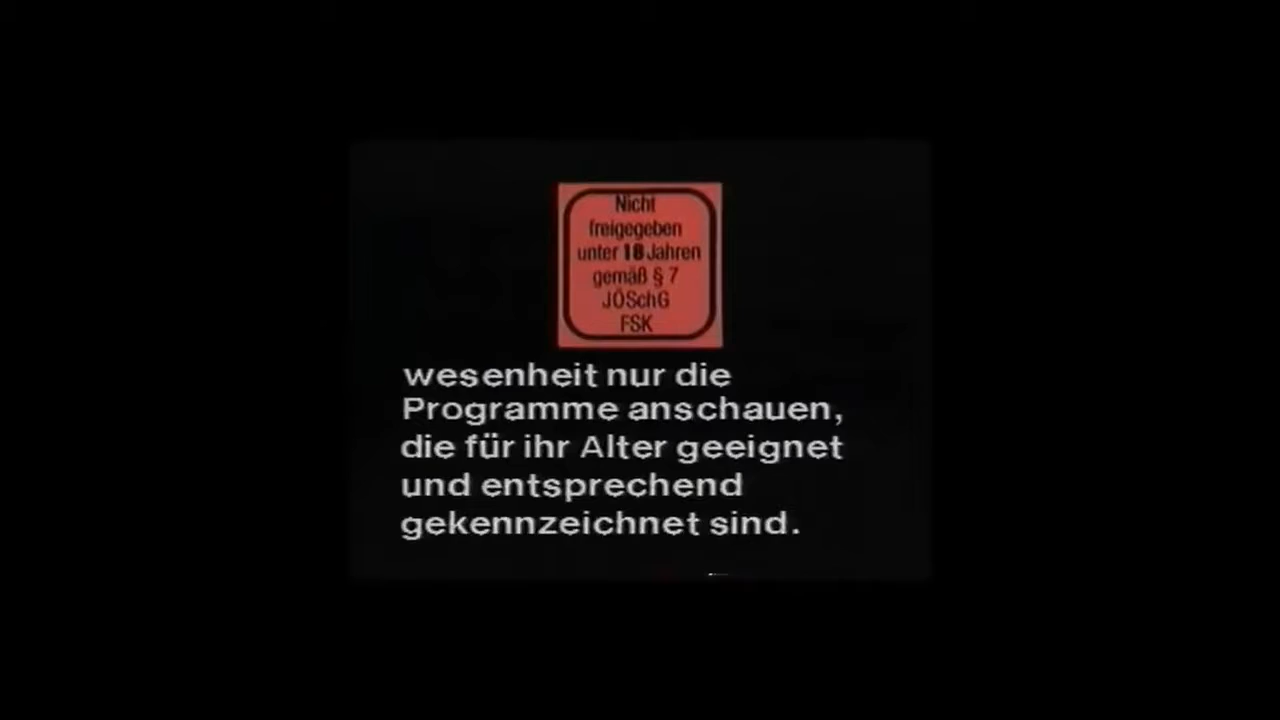 Nicht
freigegeben
unter 18 Jahren
gemäß § 7
JÖSchG
FSK
wesenheit nur die
Programme anschauen,
die für ihr Alter geeignet
und entsprechend
gekennzeichnet sind.